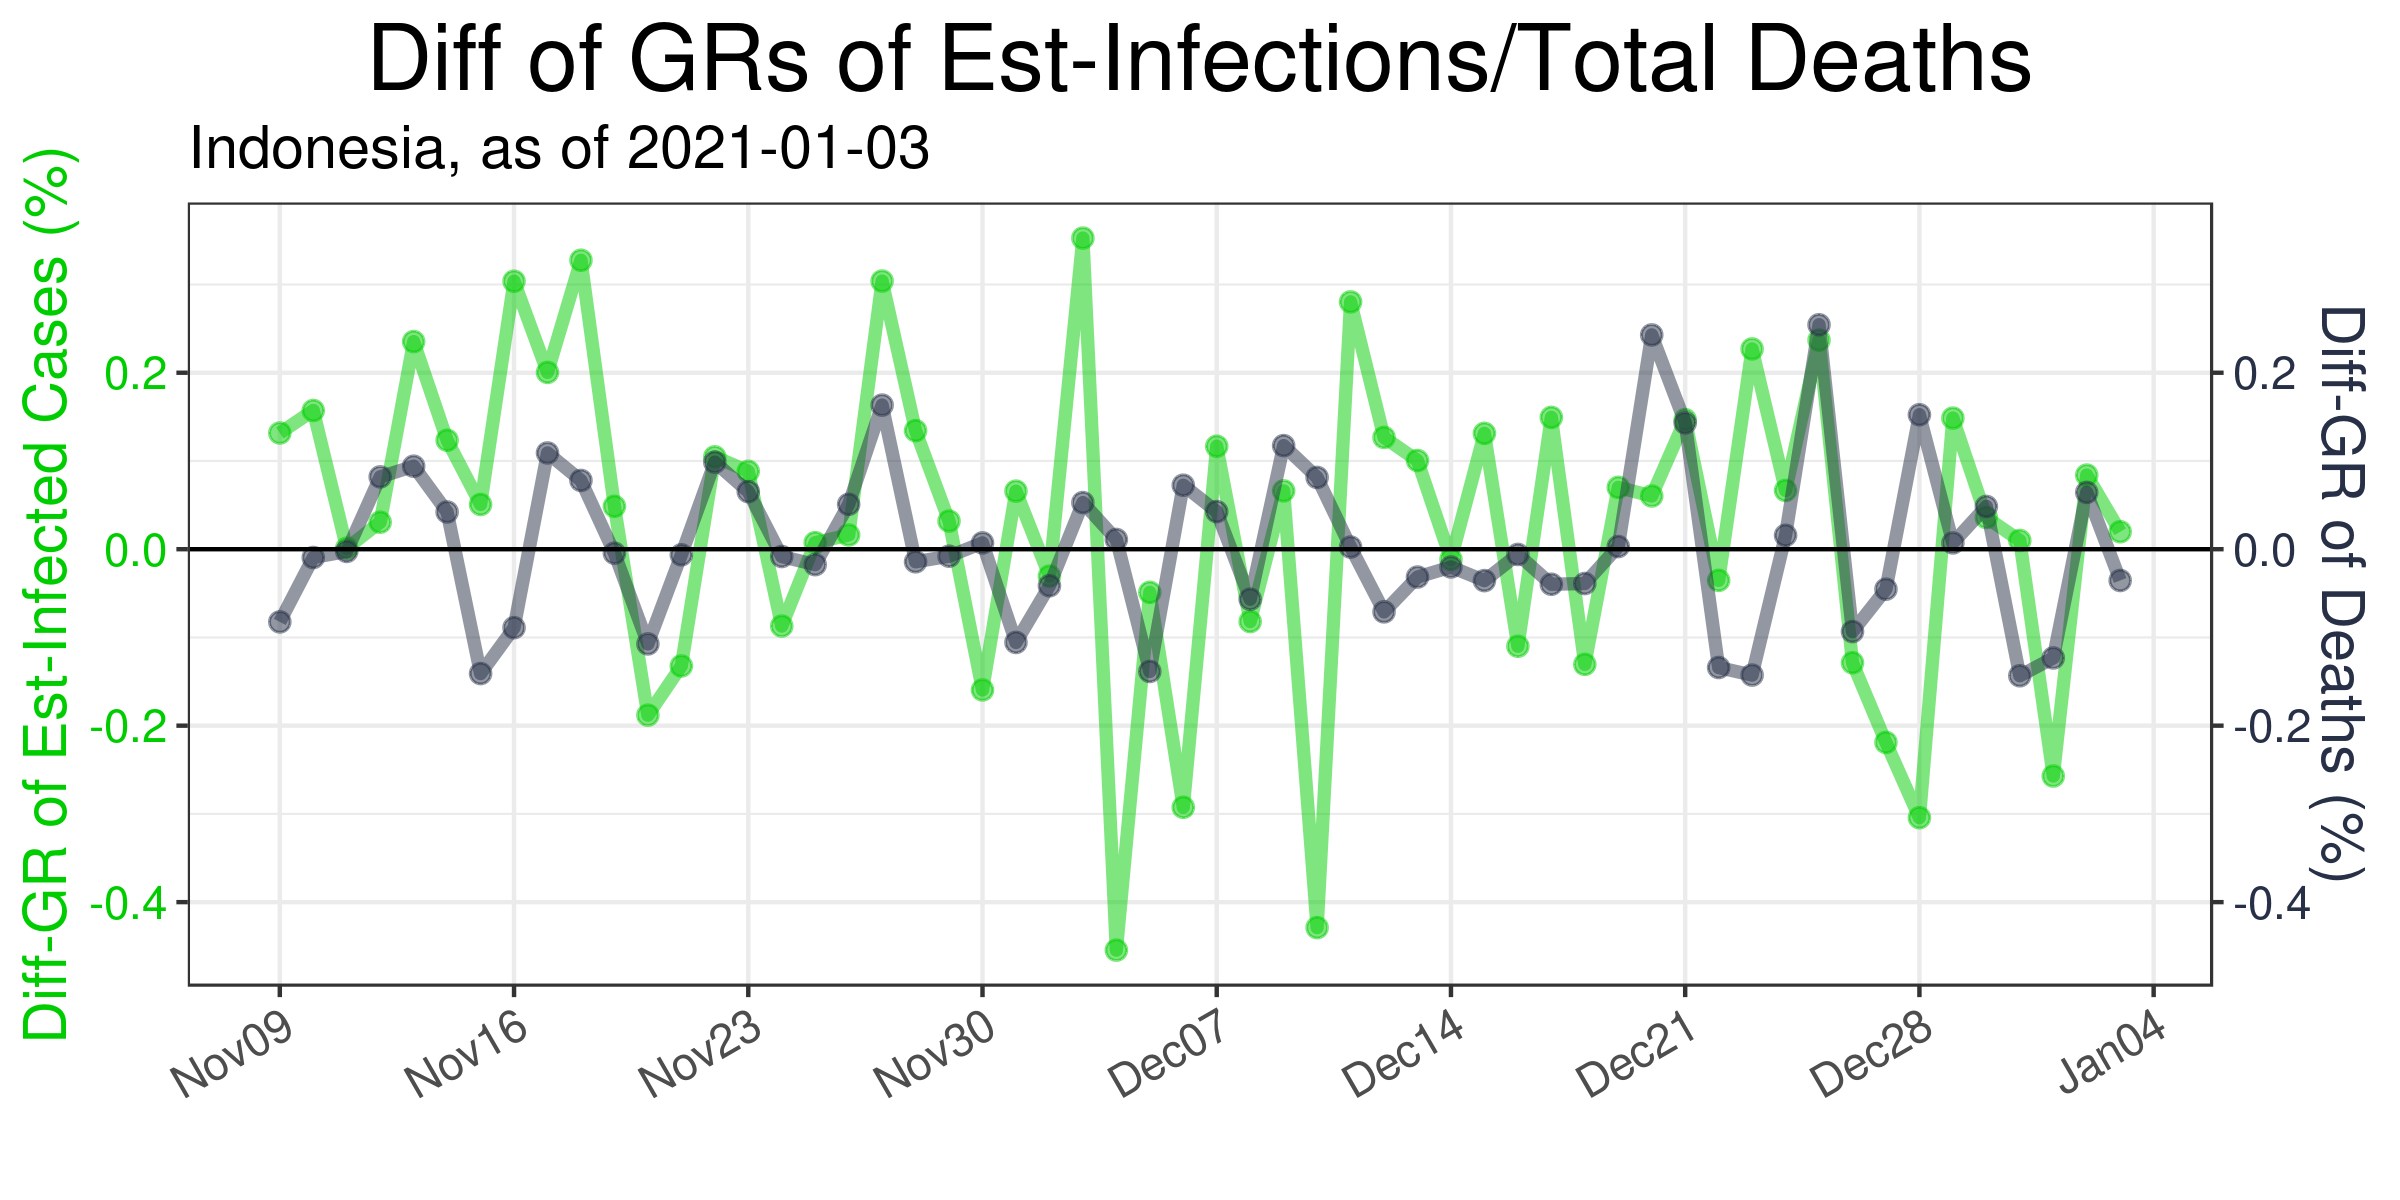 Diff of GRs of Est-Infections/Total Deaths
Indonesia, as of 2021-01-03
Diff-GR of Est-Infected Cases (%)
0.2
0.0
-0.2
-0.4
0.2
0.0
-0.2
-0.4
Diff-GR of Deaths (%)
Nov09
Nov16
Nov23
Nov30
Dec07
Dec14
Dec21
Dec28
Jan04